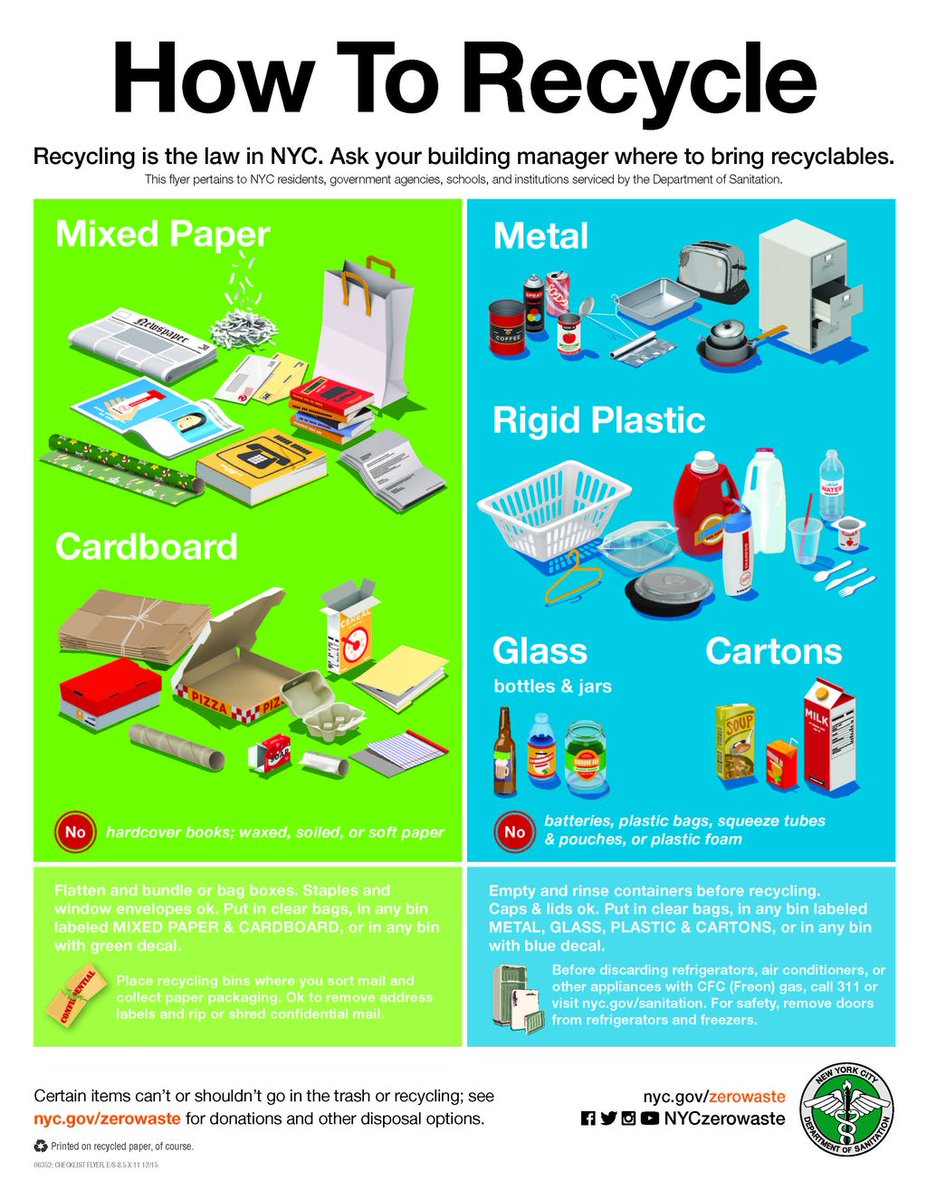 How To Recycle
Recycling is the law in NYC. Ask your building manager where to bring recyclables.
This flyer pertains to NYC residents, government agencies, schools, and institutions serviced by the Department of Sanitation.
Mixed Paper
Newspaper
Cardboard
PIZZA
PIZZ
CEREAL
SOAP
No
hardcover books; waxed, soiled, or soft paper
Metal
SPRAY
SODA
COFFEE
Rigid Plastic
WATER
Glass
bottles & jars
Cartons
SOUP
MILK
No
batteries, plastic bags, squeeze tubes
& pouches, or plastic foam
Flatten and bundle or bag boxes. Staples and
window envelopes ok. Put in clear bags, in any bin
labeled MIXED PAPER & CARDBOARD, or in any bin
with green decal.
CONFIDENTIAL
Place recycling bins where you sort mail and
collect paper packaging. Ok to remove address
labels and rip or shred confidential mail.
Empty and rinse containers before recycling.
Caps & lids ok. Put in clear bags, in any bin labeled
METAL, GLASS, PLASTIC & CARTONS, or in any bin
with blue decal.
Before discarding refrigerators, air conditioners, or
other appliances with CFC (Freon) gas, call 311 or
visit nyc.gov/sanitation. For safety, remove doors
from refrigerators and freezers.
Certain items can't or shouldn't go in the trash or recycling; see
nyc.gov/zerowaste for donations and other disposal options.
Printed on recycled paper, of course.
06352: CHECKLIST FLYER, E/S 8.5 X 11 12/15
nyc.gov/zerowaste
NYCzerowaste
NEW YORK CITY
DEPARTMENT OF SANITATION